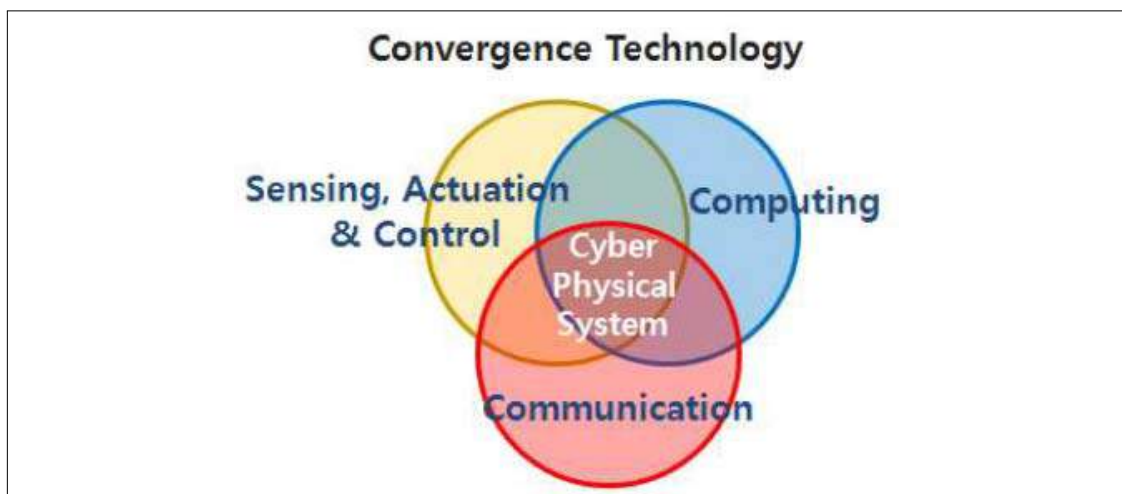 Convergence Technology
Sensing, Actuation
& Control
Computing
Cyber
Physical
System
Communication